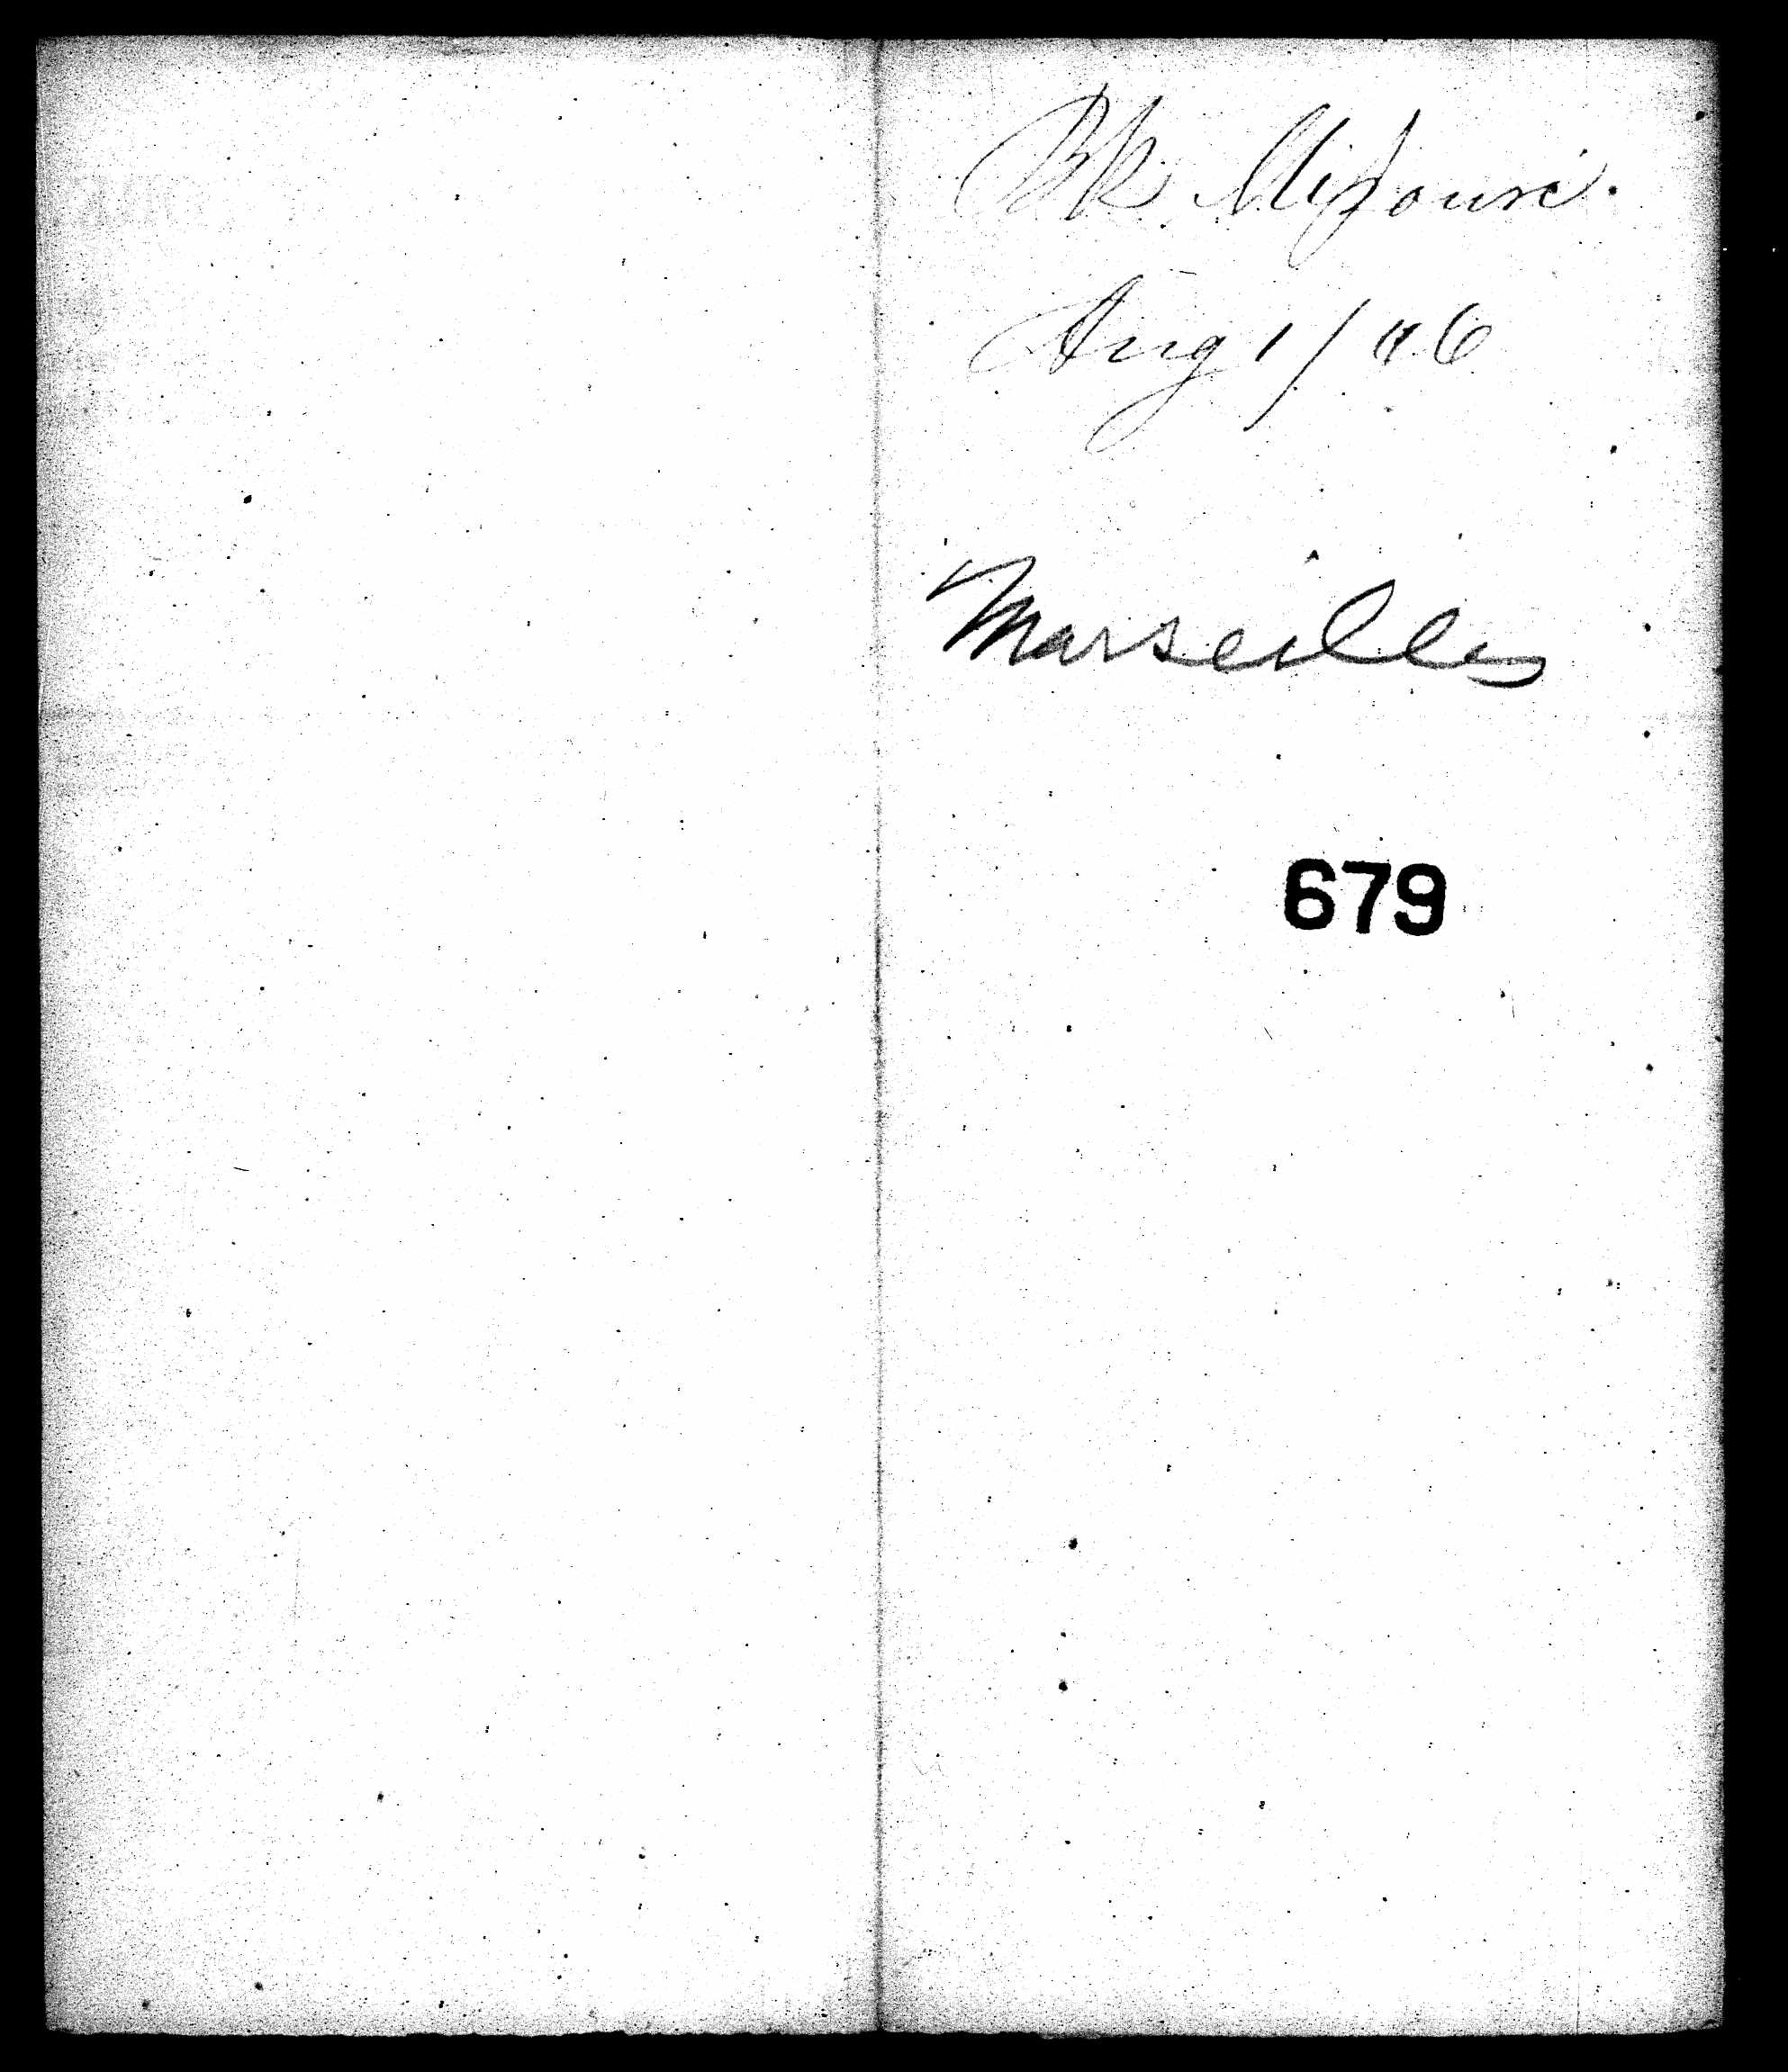 Bk Missouri.
Aug 1/46
Marseilles
679